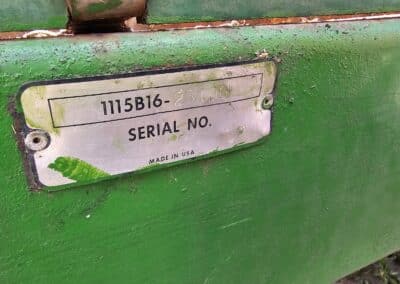 1115B16-
SERIAL NO.
MADE IN USA